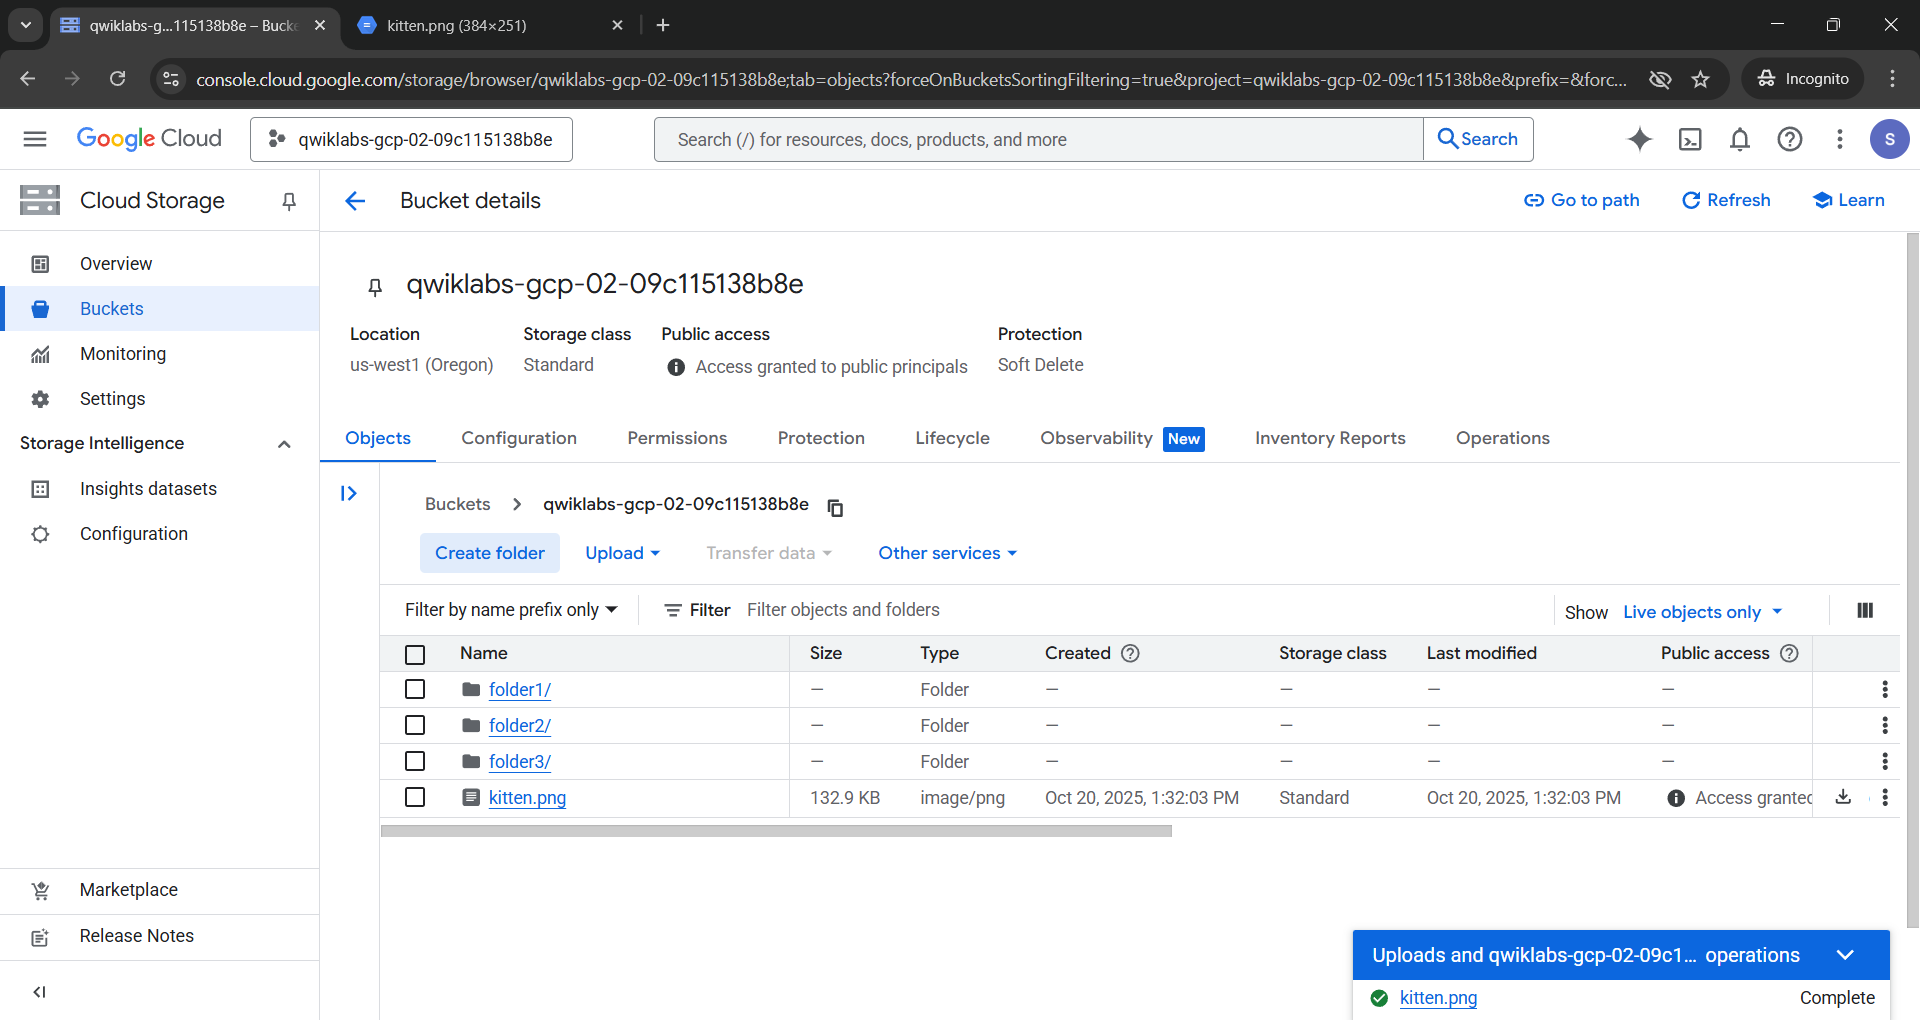 qwiklabs-g...115138b8e – Bucke
kitten.png (384×251)
console.cloud.google.com/storage/browser/qwiklabs-gcp-02-09c115138b8e;tab=objects?forceOnBucketsSortingFiltering=true&project=qwiklabs-gcp-02-09c115138b8e&prefix=&forc...
Incognito
Google Cloud
qwiklabs-gcp-02-09c115138b8e
Search (/) for resources, docs, products, and more
Search
S
Cloud Storage
Bucket details
Go to path
Refresh
Learn
Overview
Buckets
Monitoring
Settings
Storage Intelligence
Insights datasets
Configuration
Marketplace
Release Notes
qwiklabs-gcp-02-09c115138b8e
Location Storage class Public access Protection
us-west1 (Oregon) Standard Access granted to public principals Soft Delete
Objects Configuration Permissions Protection Lifecycle Observability New Inventory Reports Operations
Buckets qwiklabs-gcp-02-09c115138b8e
Create folder Upload Transfer data Other services
Filter by name prefix only Filter Filter objects and folders Show Live objects only
Name Size Type Created Storage class Last modified Public access
folder1/ – Folder – – – –
folder2/ – Folder – – – –
folder3/ – Folder – – – –
kitten.png 132.9 KB image/png Oct 20, 2025, 1:32:03 PM Standard Oct 20, 2025, 1:32:03 PM Access granted
Uploads and qwiklabs-gcp-02-09c1... operations
kitten.png Complete